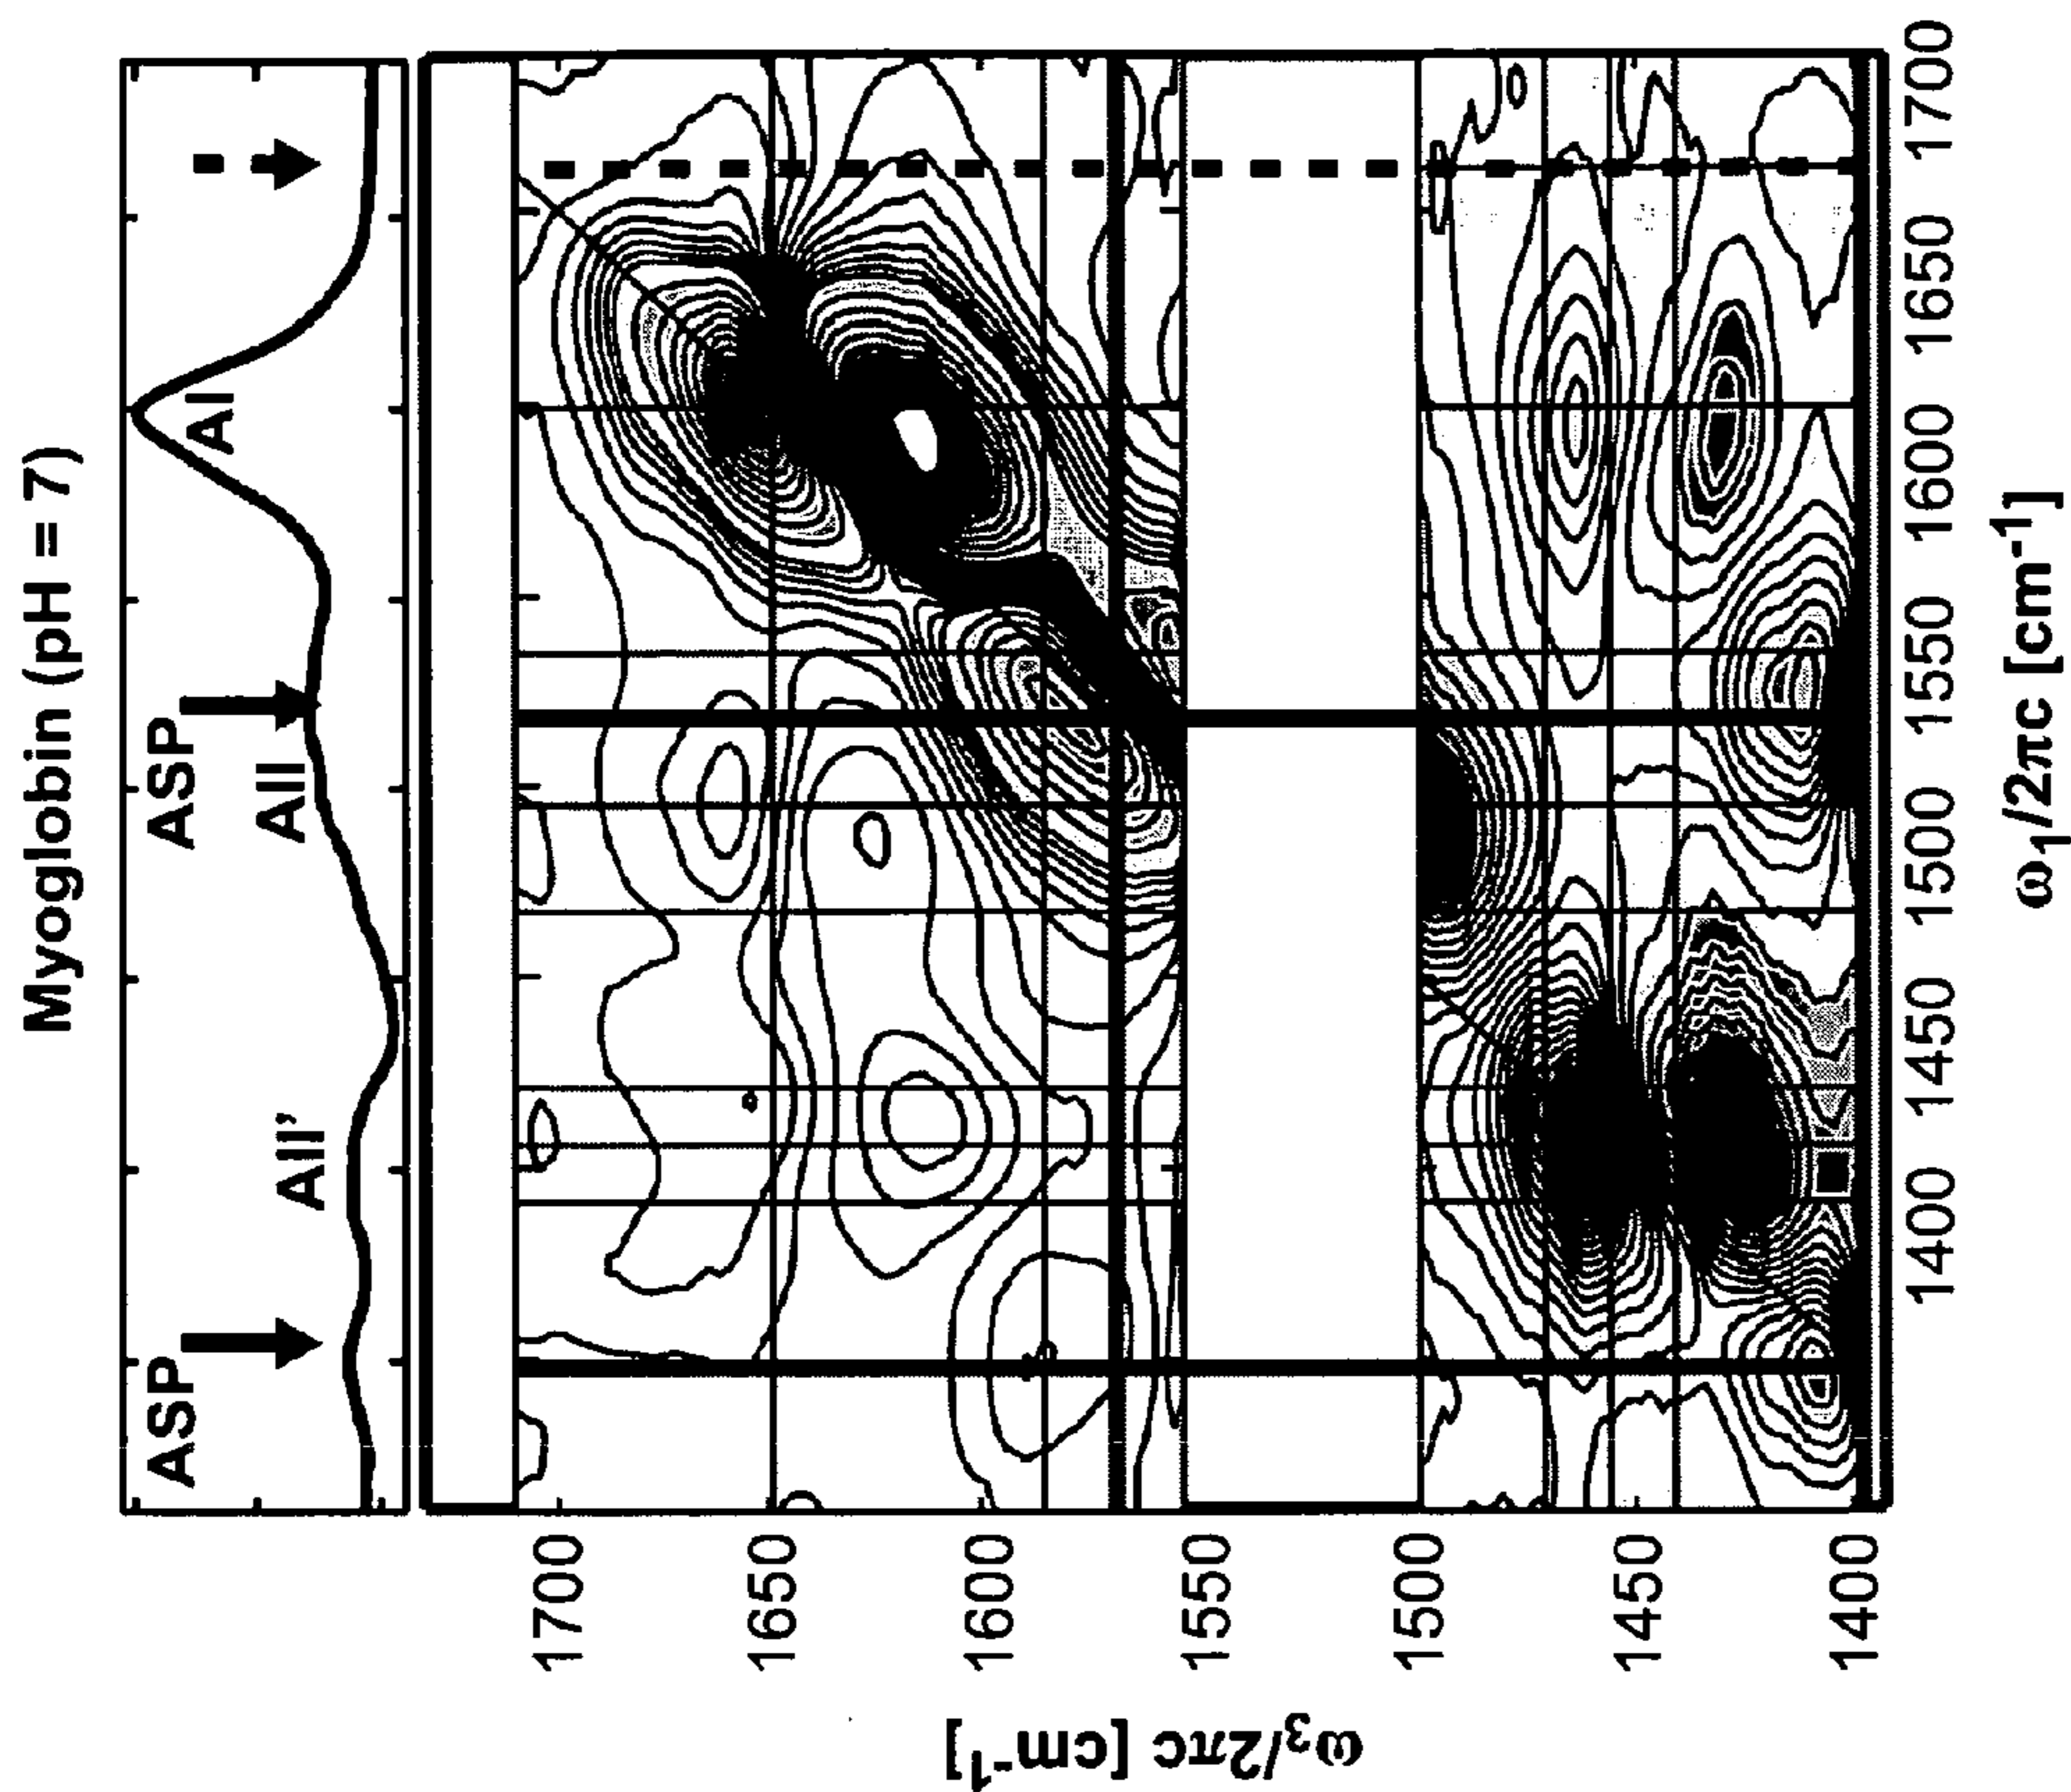 Myoglobin (pH = 7)
ASP
ASP
AI
AII
AII'
1700
1650
1600
1550
1500
1450
1400
ω3/2πc [cm-1]
1400
1450
1500
1550
1600
1650
1700
ω1/2πc [cm-1]